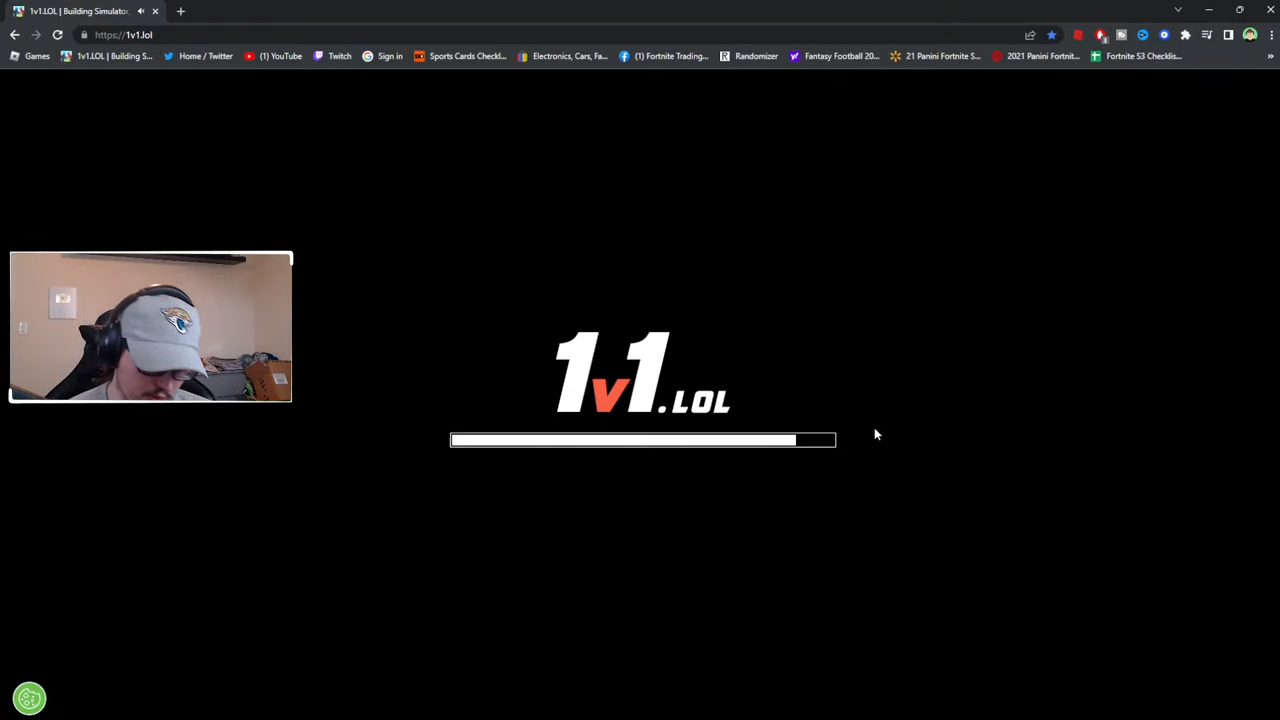 1v1.LOL | Building Simulator,
https://1v1.lol
Games
1v1.LOL | Building S...
Home / Twitter
(1) YouTube
Twitch
Sign in
Sports Cards Checkl...
Electronics, Cars, Fa...
(1) Fortnite Trading...
Randomizer
Fantasy Football 20...
21 Panini Fortnite S...
2021 Panini Fortnit...
Fortnite S3 Checklis...
1v1.LOL